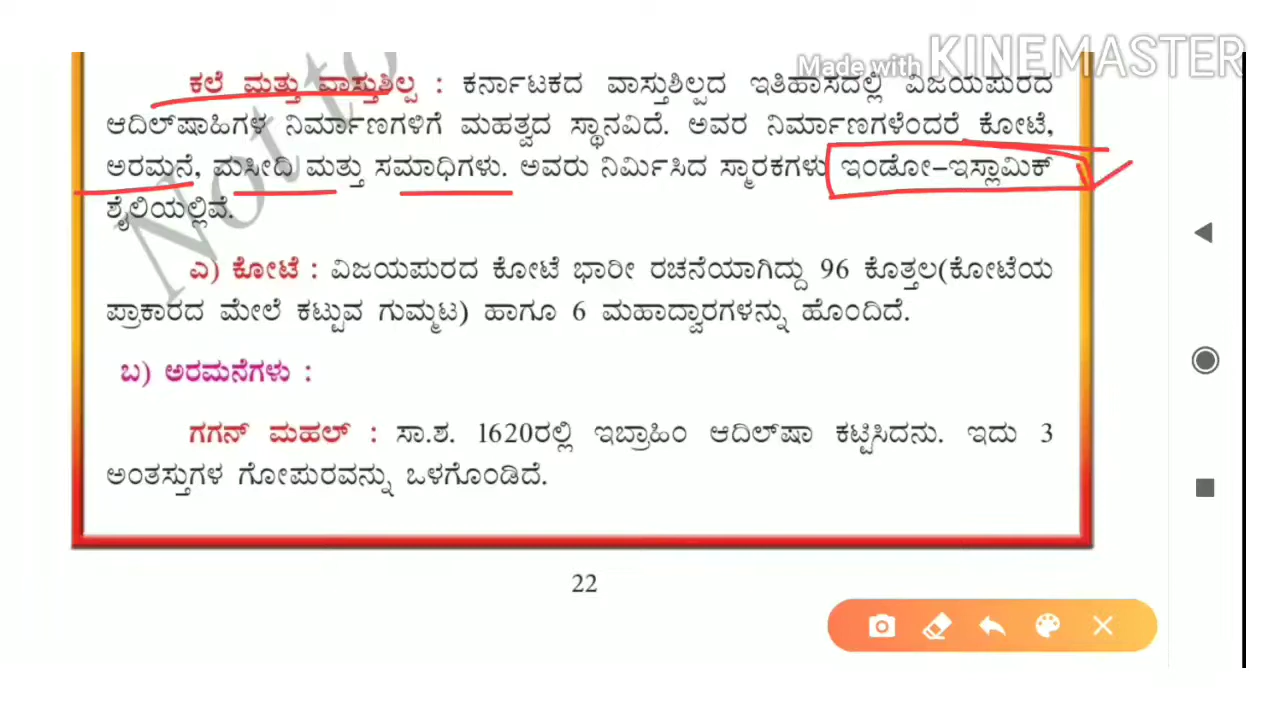 Made with KINEMASTER
Not to
ಕಲೆ ಮತ್ತು ವಾಸ್ತುಶಿಲ್ಪ : ಕರ್ನಾಟಕದ ವಾಸ್ತುಶಿಲ್ಪದ ಇತಿಹಾಸದಲ್ಲಿ ವಿಜಯಪುರದ
ಆದಿಲ್‌ಷಾಹಿಗಳ ನಿರ್ಮಾಣಗಳಿಗೆ ಮಹತ್ವದ ಸ್ಥಾನವಿದೆ. ಅವರ ನಿರ್ಮಾಣಗಳೆಂದರೆ ಕೋಟೆ,
ಅರಮನೆ, ಮಸೀದಿ ಮತ್ತು ಸಮಾಧಿಗಳು. ಅವರು ನಿರ್ಮಿಸಿದ ಸ್ಮಾರಕಗಳು ಇಂಡೋ-ಇಸ್ಲಾಮಿಕ್
ಶೈಲಿಯಲ್ಲಿವೆ.
ಎ) ಕೋಟೆ : ವಿಜಯಪುರದ ಕೋಟೆ ಭಾರೀ ರಚನೆಯಾಗಿದ್ದು 96 ಕೊತ್ತಲ(ಕೋಟೆಯ
ಪ್ರಾಕಾರದ ಮೇಲೆ ಕಟ್ಟುವ ಗುಮ್ಮಟ) ಹಾಗೂ 6 ಮಹಾದ್ವಾರಗಳನ್ನು ಹೊಂದಿದೆ.
ಬ) ಅರಮನೆಗಳು :
ಗಗನ್ ಮಹಲ್ : ಸಾ.ಶ. 1620ರಲ್ಲಿ ಇಬ್ರಾಹಿಂ ಆದಿಲ್‌ಷಾ ಕಟ್ಟಿಸಿದನು. ಇದು 3
ಅಂತಸ್ತುಗಳ ಗೋಪುರವನ್ನು ಒಳಗೊಂಡಿದೆ.
22